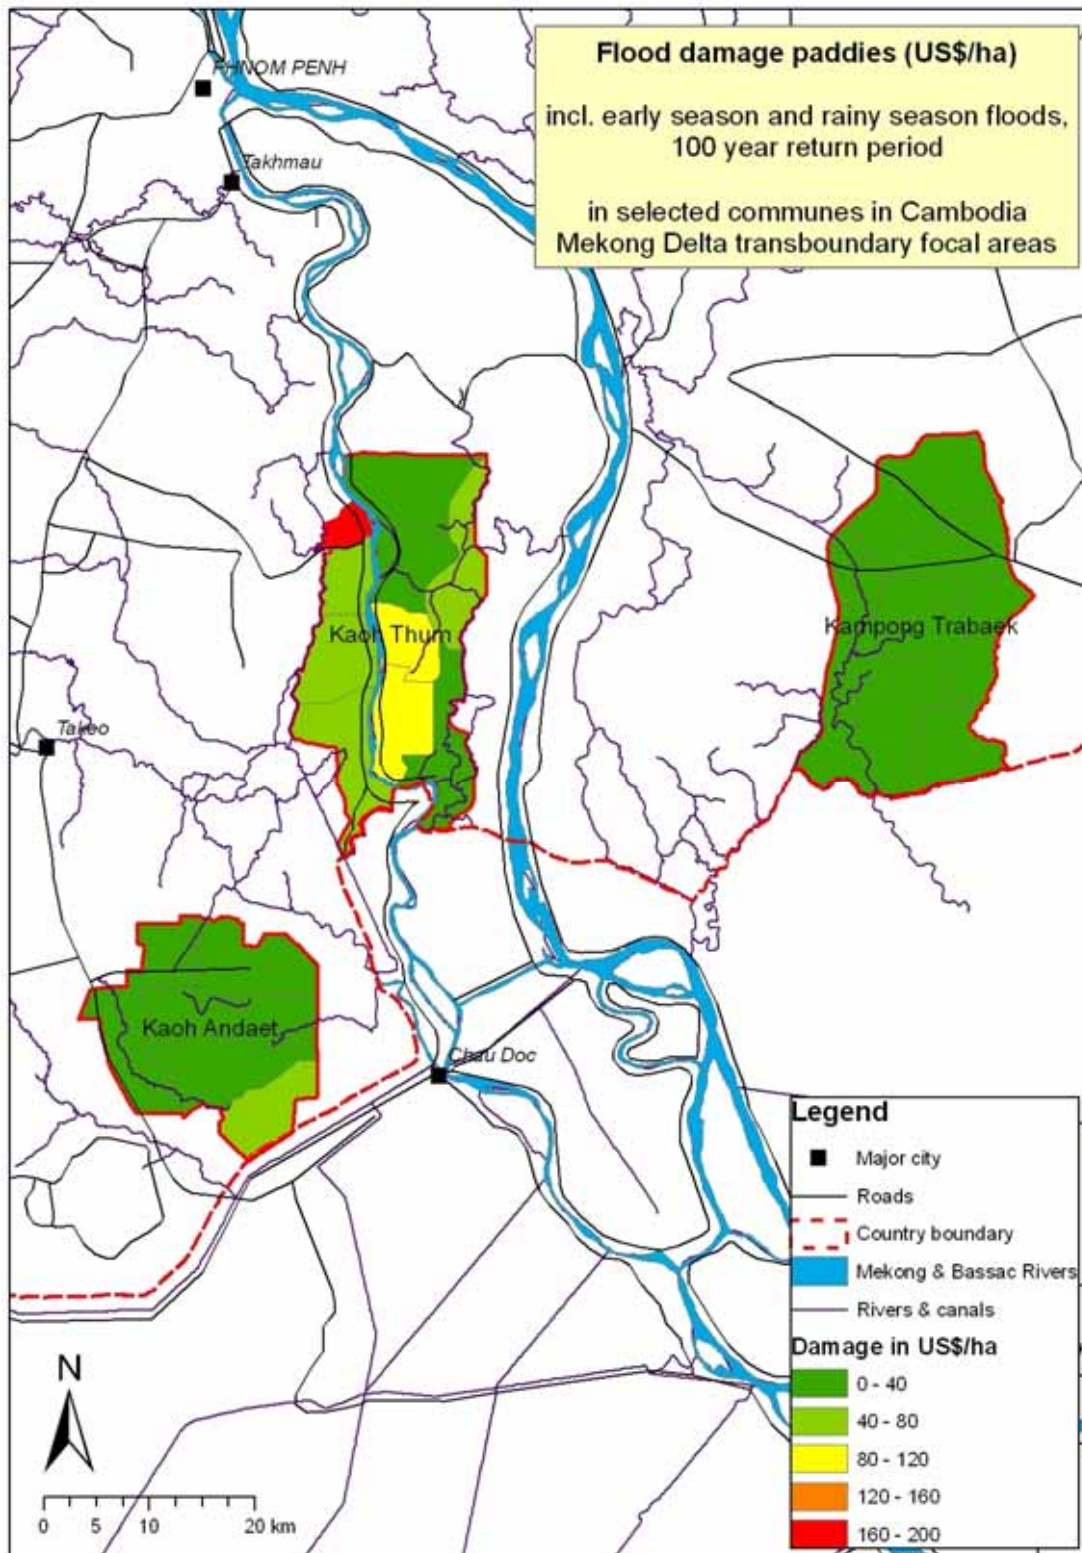 Flood damage paddies (US$/ha)
incl. early season and rainy season floods,
100 year return period
in selected communes in Cambodia
Mekong Delta transboundary focal areas
PHNOM PENH
Takhmau
Kaoh Thum
Kampong Trabaek
Takeo
Kaoh Andaet
Chau Doc
Legend
Major city
Roads
Country boundary
Mekong & Bassac Rivers
Rivers & canals
Damage in US$/ha
0 - 40
40 - 80
80 - 120
120 - 160
160 - 200
N
0 5 10 20 km